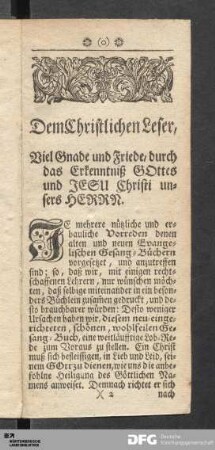 ❀ (o) ❀
Dem Christlichen Leser,
Viel Gnade und Friede, durch
das Erkenntniß GOttes
und JESU Christi un-
sers HERRN.
JE mehrere nützliche und er-
bauliche Vorreden denen
alten und neuen Evange-
lischen Gesang-Büchern
vorgesetzt, und anzutreffen
sind; so, daß wir, mit einigen recht-
schaffenen Lehrern, nur wünschen möch-
ten, daß selbige miteinander in ein beson-
ders Büchlein zusammen gedruckt, und de-
sto brauchbarer würden: Desto weniger
Ursachen haben wir, diesem neu-einge-
richteten, schönen, wohlfeilen Ge-
sang-Buch, eine weitläuffige Lob-Re-
de zum Voraus zu stellen. Ein Christ
muß sich befleissigen, in Lieb und Leid, sei-
nem GOtt zu dienen, wie uns die anbe-
fohlne Heiligung des Göttlichen Na-
mens anweiset. Demnach richtet er sich
X 2 nach
DFG
Deutsche
Forschungsgemeinschaft